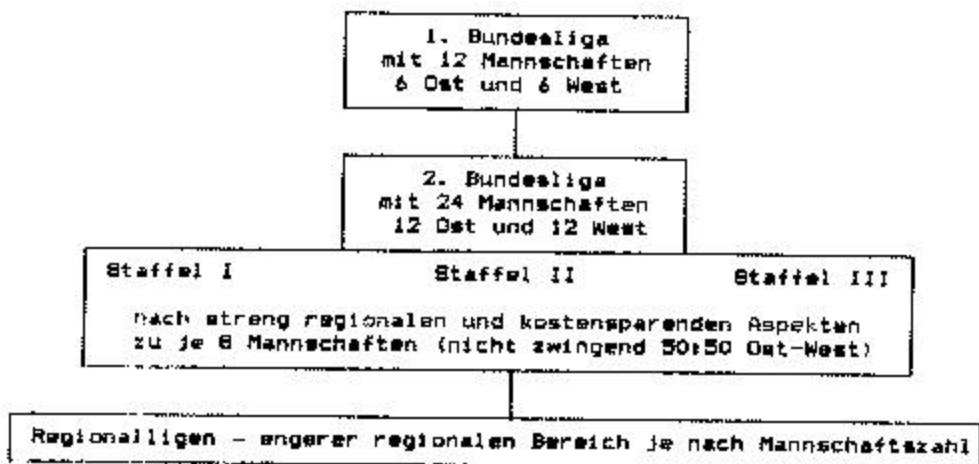 1. Bundesliga
mit 12 Mannschaften
6 Ost und 6 West
2. Bundesliga
mit 24 Mannschaften
12 Ost und 12 West
Staffel I Staffel II Staffel III
nach streng regionalen und kostensparenden Aspekten
zu je 8 Mannschaften (nicht zwingend 50:50 Ost-West)
Regionalligen - engerer regionalen Bereich je nach Mannschaftszahl